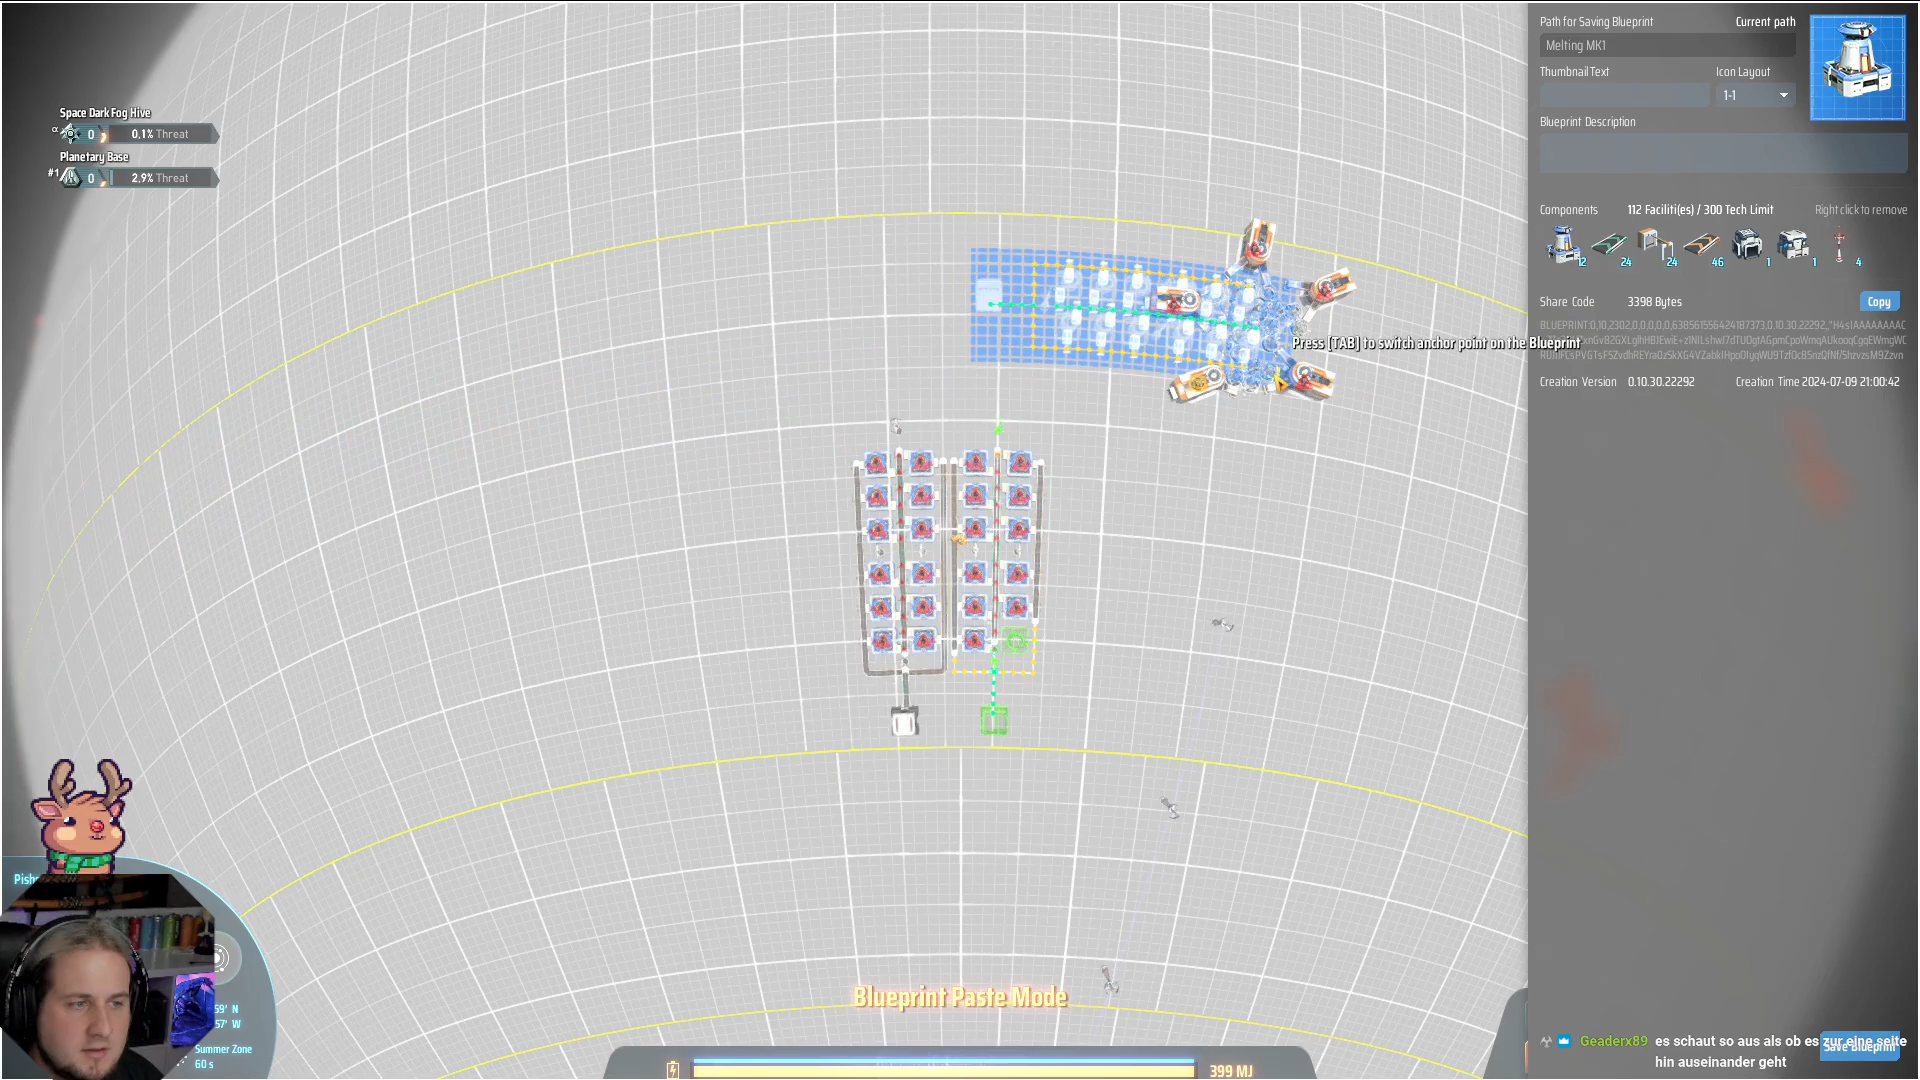 Path for Saving Blueprint
Current path
Melting MK1
Thumbnail Text
Icon Layout
1-1
Blueprint Description
Space Dark Fog Hive
α 0 0,1% Threat
Planetary Base
#1 0 2,9% Threat
Components 112 Faciliti(es) / 300 Tech Limit Right click to remove
12 24 24 46 1 1 4
Share Code 3398 Bytes Copy
Press [TAB] to switch anchor point on the Blueprint
Creation Version 0.10.30.22292 Creation Time 2024-07-09 21:00:42
59' N
57' W
Summer Zone
60 s
Blueprint Paste Mode
399 MJ
Save Blueprint
Geaderx89 es schaut so aus als ob es zur eine seite
hin auseinander geht